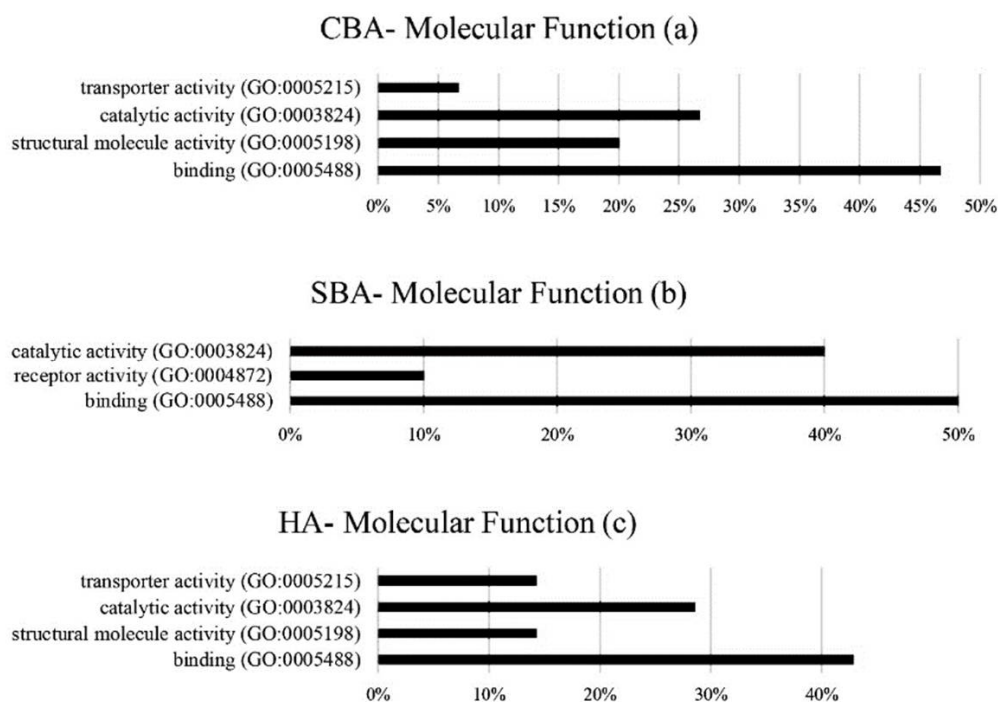 CBA- Molecular Function (a)
transporter activity (GO:0005215)
catalytic activity (GO:0003824)
structural molecule activity (GO:0005198)
binding (GO:0005488)
0% 5% 10% 15% 20% 25% 30% 35% 40% 45% 50%
SBA- Molecular Function (b)
catalytic activity (GO:0003824)
receptor activity (GO:0004872)
binding (GO:0005488)
0% 10% 20% 30% 40% 50%
HA- Molecular Function (c)
transporter activity (GO:0005215)
catalytic activity (GO:0003824)
structural molecule activity (GO:0005198)
binding (GO:0005488)
0% 10% 20% 30% 40%